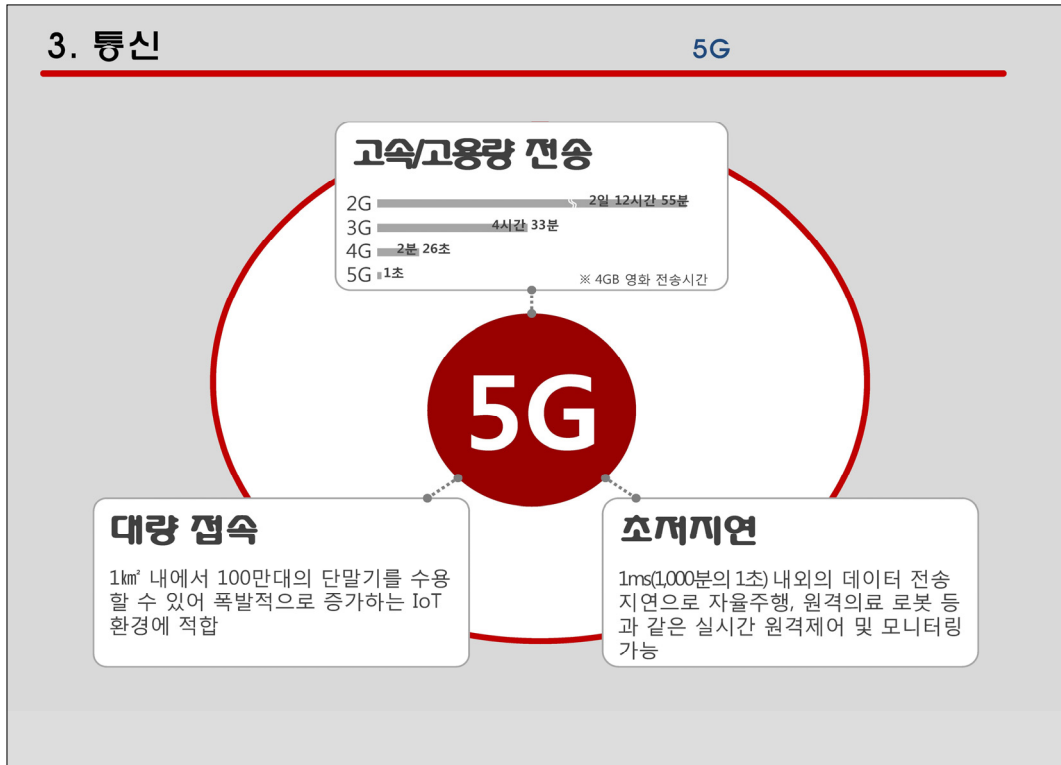 3. 통신
5G
고속/고용량 전송
2G 2일 12시간 55분
3G 4시간 33분
4G 2분 26초
5G 1초
※ 4GB 영화 전송시간
5G
대량 접속
1㎢ 내에서 100만대의 단말기를 수용
할 수 있어 폭발적으로 증가하는 IoT
환경에 적합
초저지연
1ms(1,000분의 1초) 내외의 데이터 전송
지연으로 자율주행, 원격의료 로봇 등
과 같은 실시간 원격제어 및 모니터링
가능